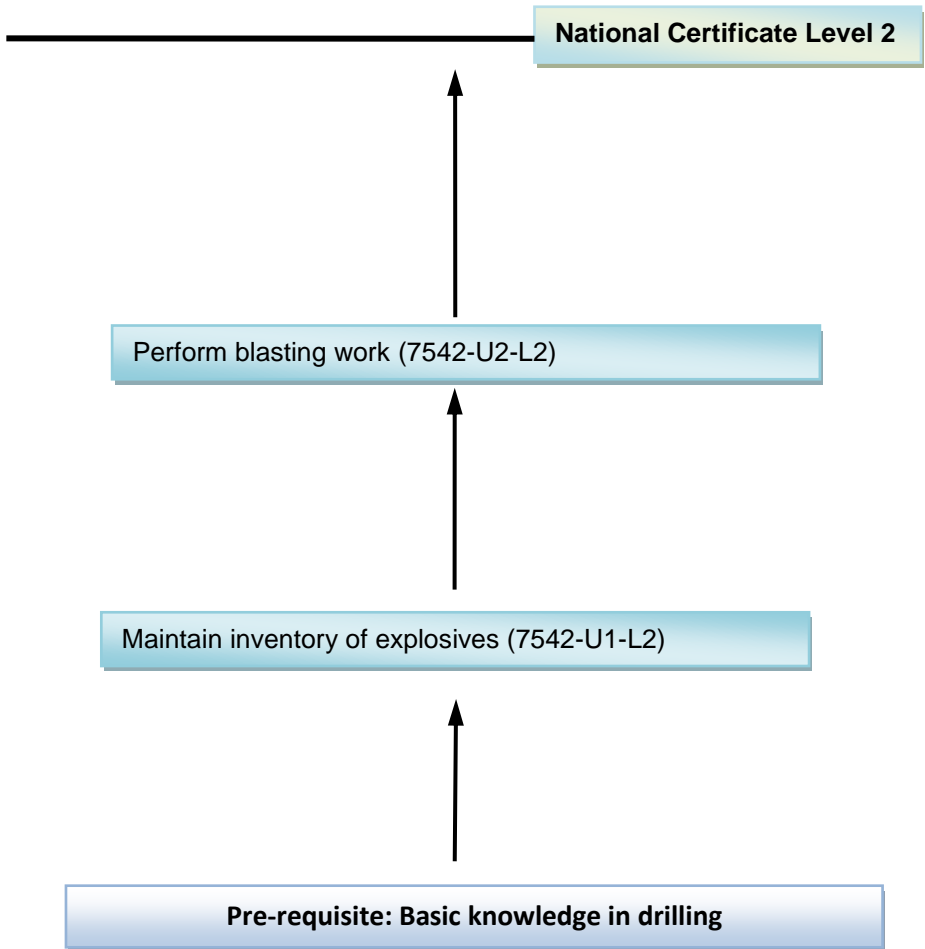 National Certificate Level 2
Perform blasting work (7542-U2-L2)
Maintain inventory of explosives (7542-U1-L2)
Pre-requisite: Basic knowledge in drilling